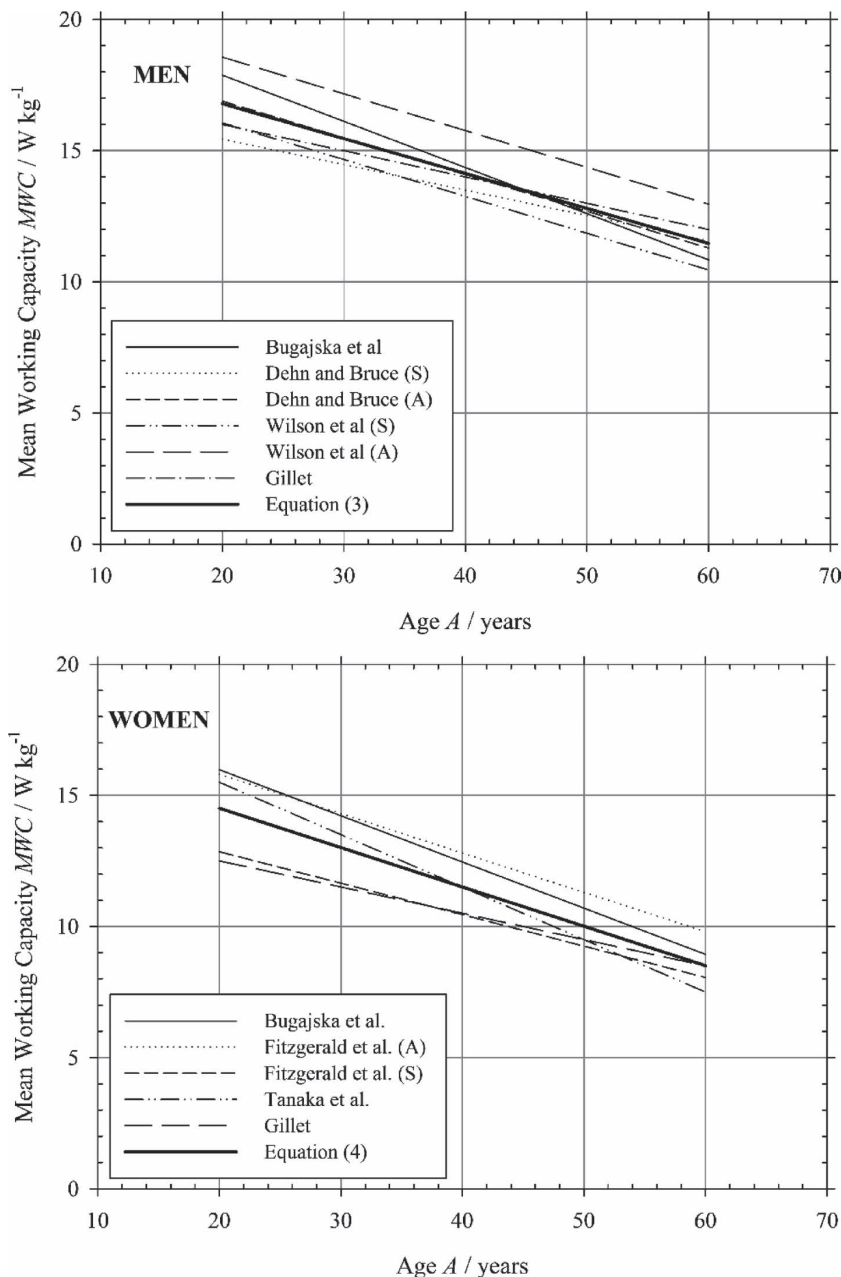 20
MEN
15
10
5
0
Mean Working Capacity MWC / W kg⁻¹
Bugajska et al
Dehn and Bruce (S)
Dehn and Bruce (A)
Wilson et al (S)
Wilson et al (A)
Gillet
Equation (3)
10 20 30 40 50 60 70
Age A / years
20
WOMEN
15
10
5
0
Mean Working Capacity MWC / W kg⁻¹
Bugajska et al.
Fitzgerald et al. (A)
Fitzgerald et al. (S)
Tanaka et al.
Gillet
Equation (4)
10 20 30 40 50 60 70
Age A / years